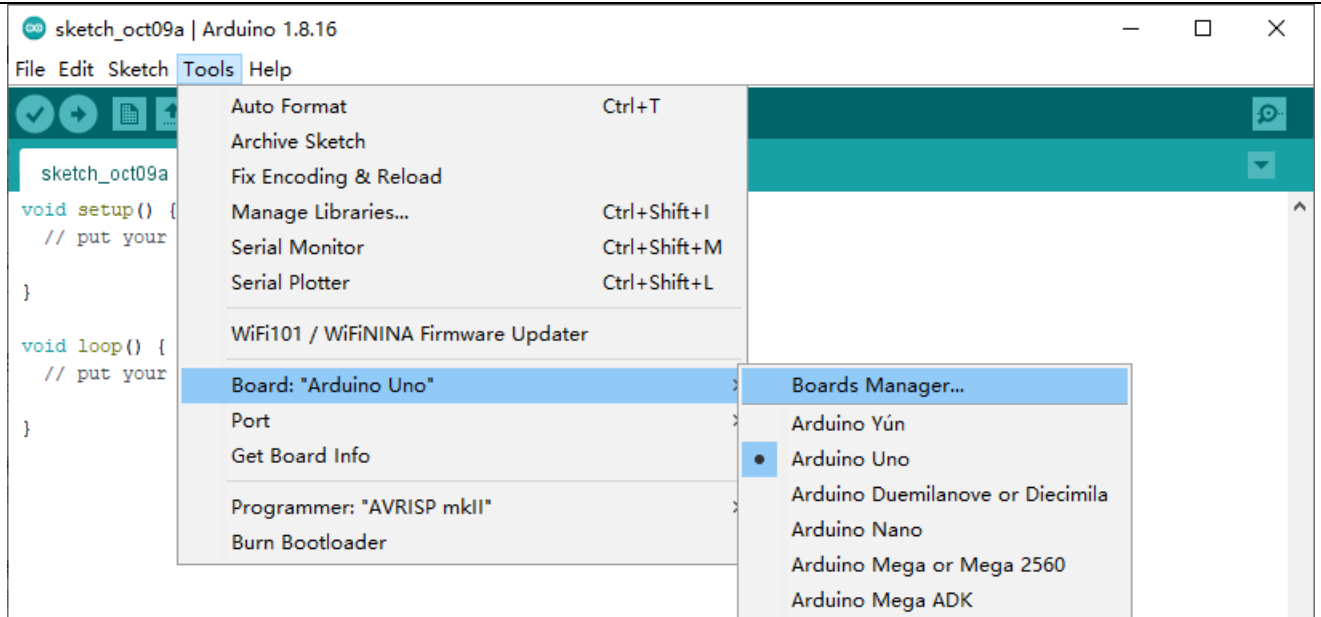 sketch_oct09a | Arduino 1.8.16
File Edit Sketch Tools Help
sketch_oct09a
void setup() {
// put your
}
void loop() {
// put your
}
Auto Format Ctrl+T
Archive Sketch
Fix Encoding & Reload
Manage Libraries... Ctrl+Shift+I
Serial Monitor Ctrl+Shift+M
Serial Plotter Ctrl+Shift+L
WiFi101 / WiFiNINA Firmware Updater
Board: "Arduino Uno"
Port
Get Board Info
Programmer: "AVRISP mkII"
Burn Bootloader
Boards Manager...
Arduino Yún
Arduino Uno
Arduino Duemilanove or Diecimila
Arduino Nano
Arduino Mega or Mega 2560
Arduino Mega ADK